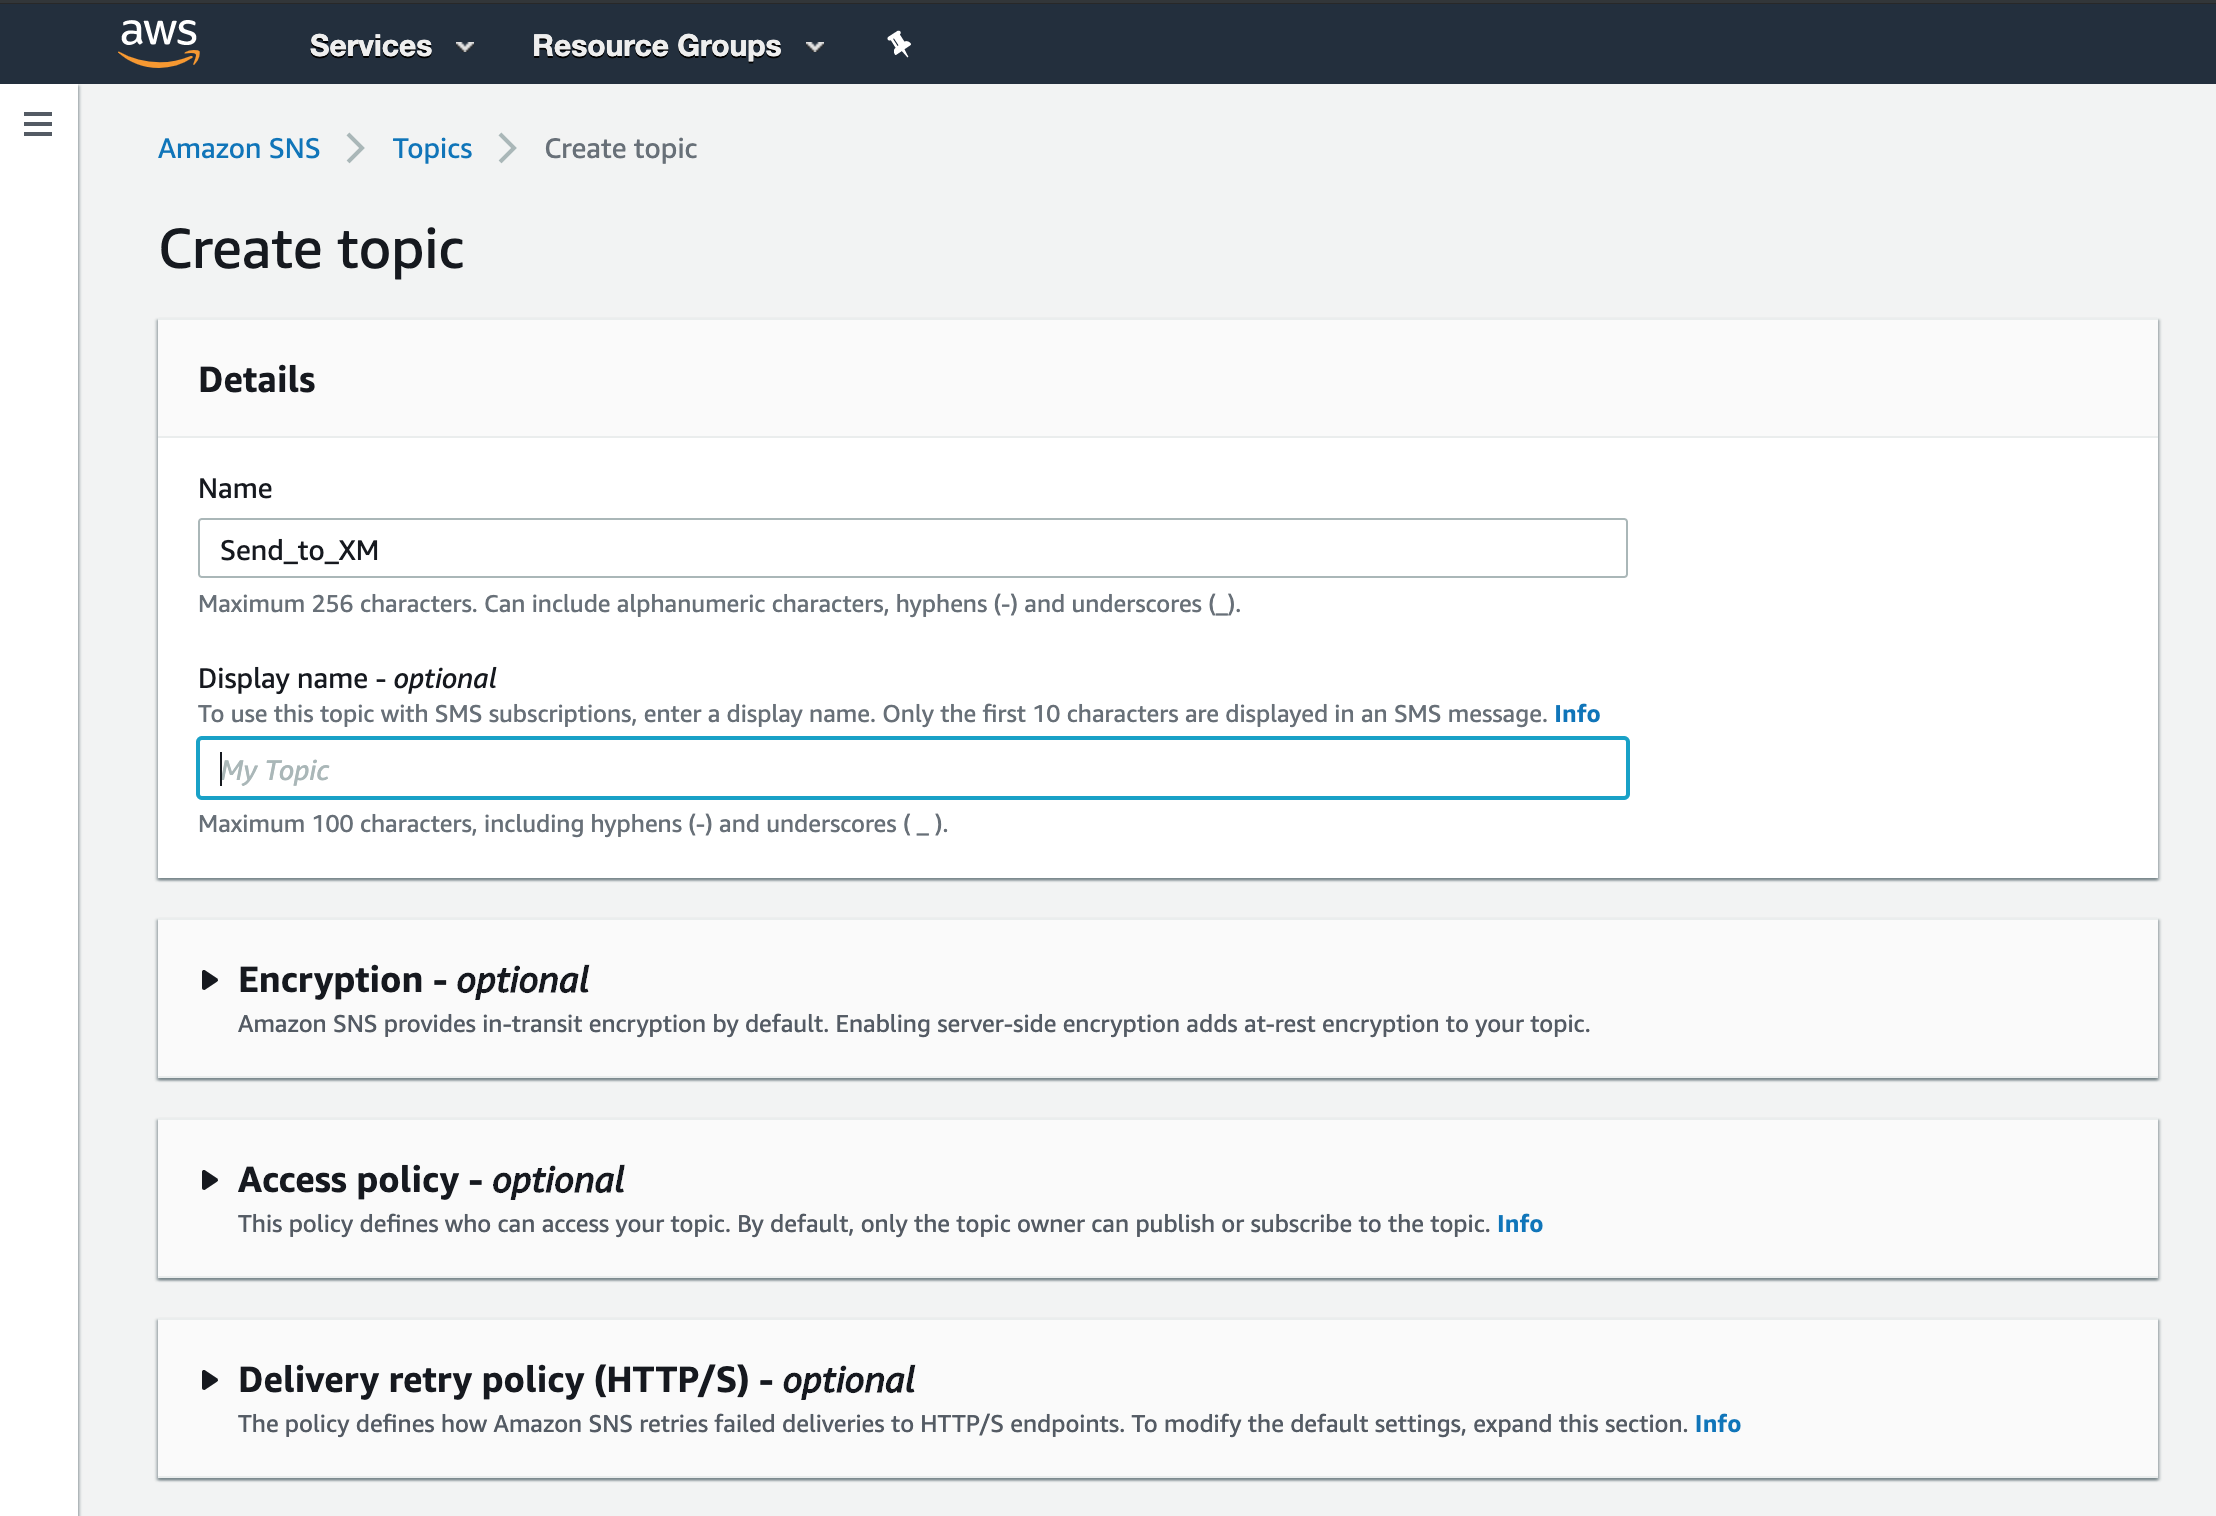 aws Services Resource Groups
Amazon SNS Topics Create topic
Create topic
Details
Name
Send_to_XM
Maximum 256 characters. Can include alphanumeric characters, hyphens (-) and underscores (_).
Display name - optional
To use this topic with SMS subscriptions, enter a display name. Only the first 10 characters are displayed in an SMS message. Info
My Topic
Maximum 100 characters, including hyphens (-) and underscores ( _ ).
Encryption - optional
Amazon SNS provides in-transit encryption by default. Enabling server-side encryption adds at-rest encryption to your topic.
Access policy - optional
This policy defines who can access your topic. By default, only the topic owner can publish or subscribe to the topic. Info
Delivery retry policy (HTTP/S) - optional
The policy defines how Amazon SNS retries failed deliveries to HTTP/S endpoints. To modify the default settings, expand this section. Info